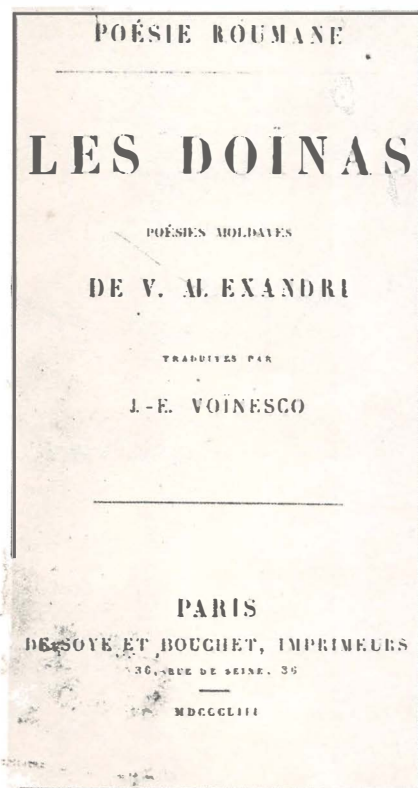 POÉSIE ROUMANE
LES DOÏNAS
POÉSIES MOLDAVES
DE V. ALEXANDRI
TRADUITES PAR
J.-E. VOÏNESCO
PARIS
DE SOYE ET BOUCHET, IMPRIMEURS
36, RUE DE SEINE, 36
MDCCCLIII